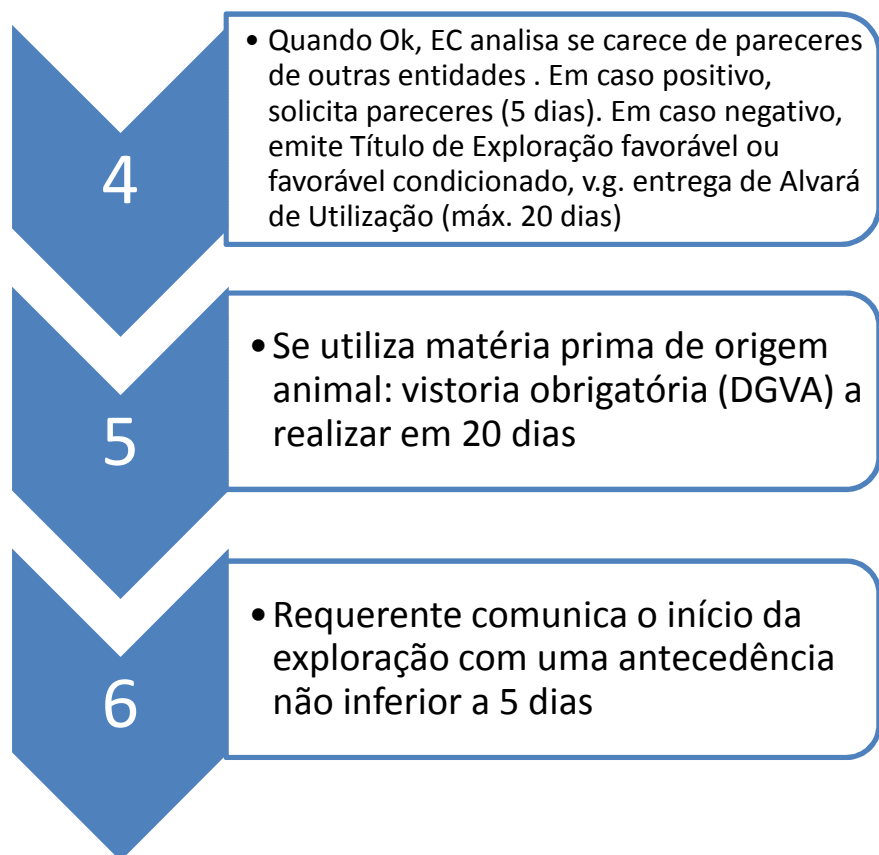 4
• Quando Ok, EC analisa se carece de pareceres
de outras entidades . Em caso positivo,
solicita pareceres (5 dias). Em caso negativo,
emite Título de Exploração favorável ou
favorável condicionado, v.g. entrega de Alvará
de Utilização (máx. 20 dias)
5
• Se utiliza matéria prima de origem
animal: vistoria obrigatória (DGVA) a
realizar em 20 dias
6
• Requerente comunica o início da
exploração com uma antecedência
não inferior a 5 dias